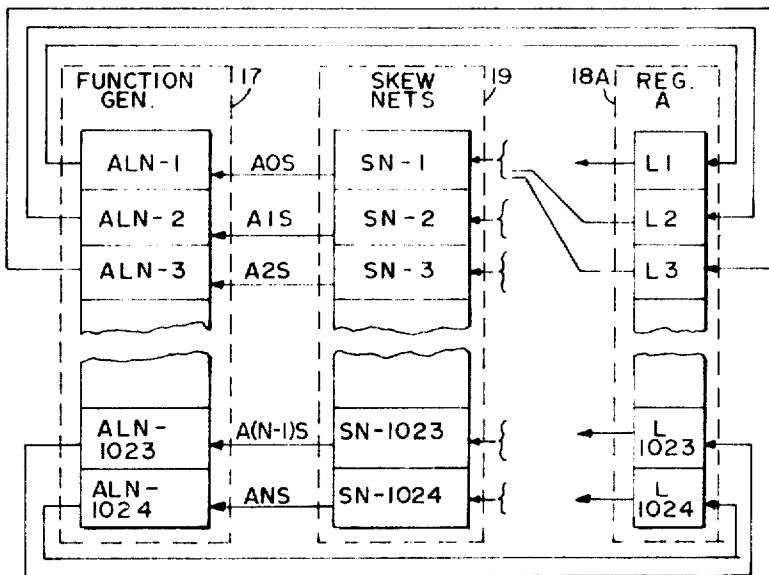 FUNCTION
GEN.
17
SKEW
NETS
19
18A
REG.
A
ALN-1
A0S
SN-1
L1
ALN-2
A1S
SN-2
L2
ALN-3
A2S
SN-3
L3
ALN-
1023
A(N-1)S
SN-1023
L
1023
ALN-
1024
ANS
SN-1024
L
1024